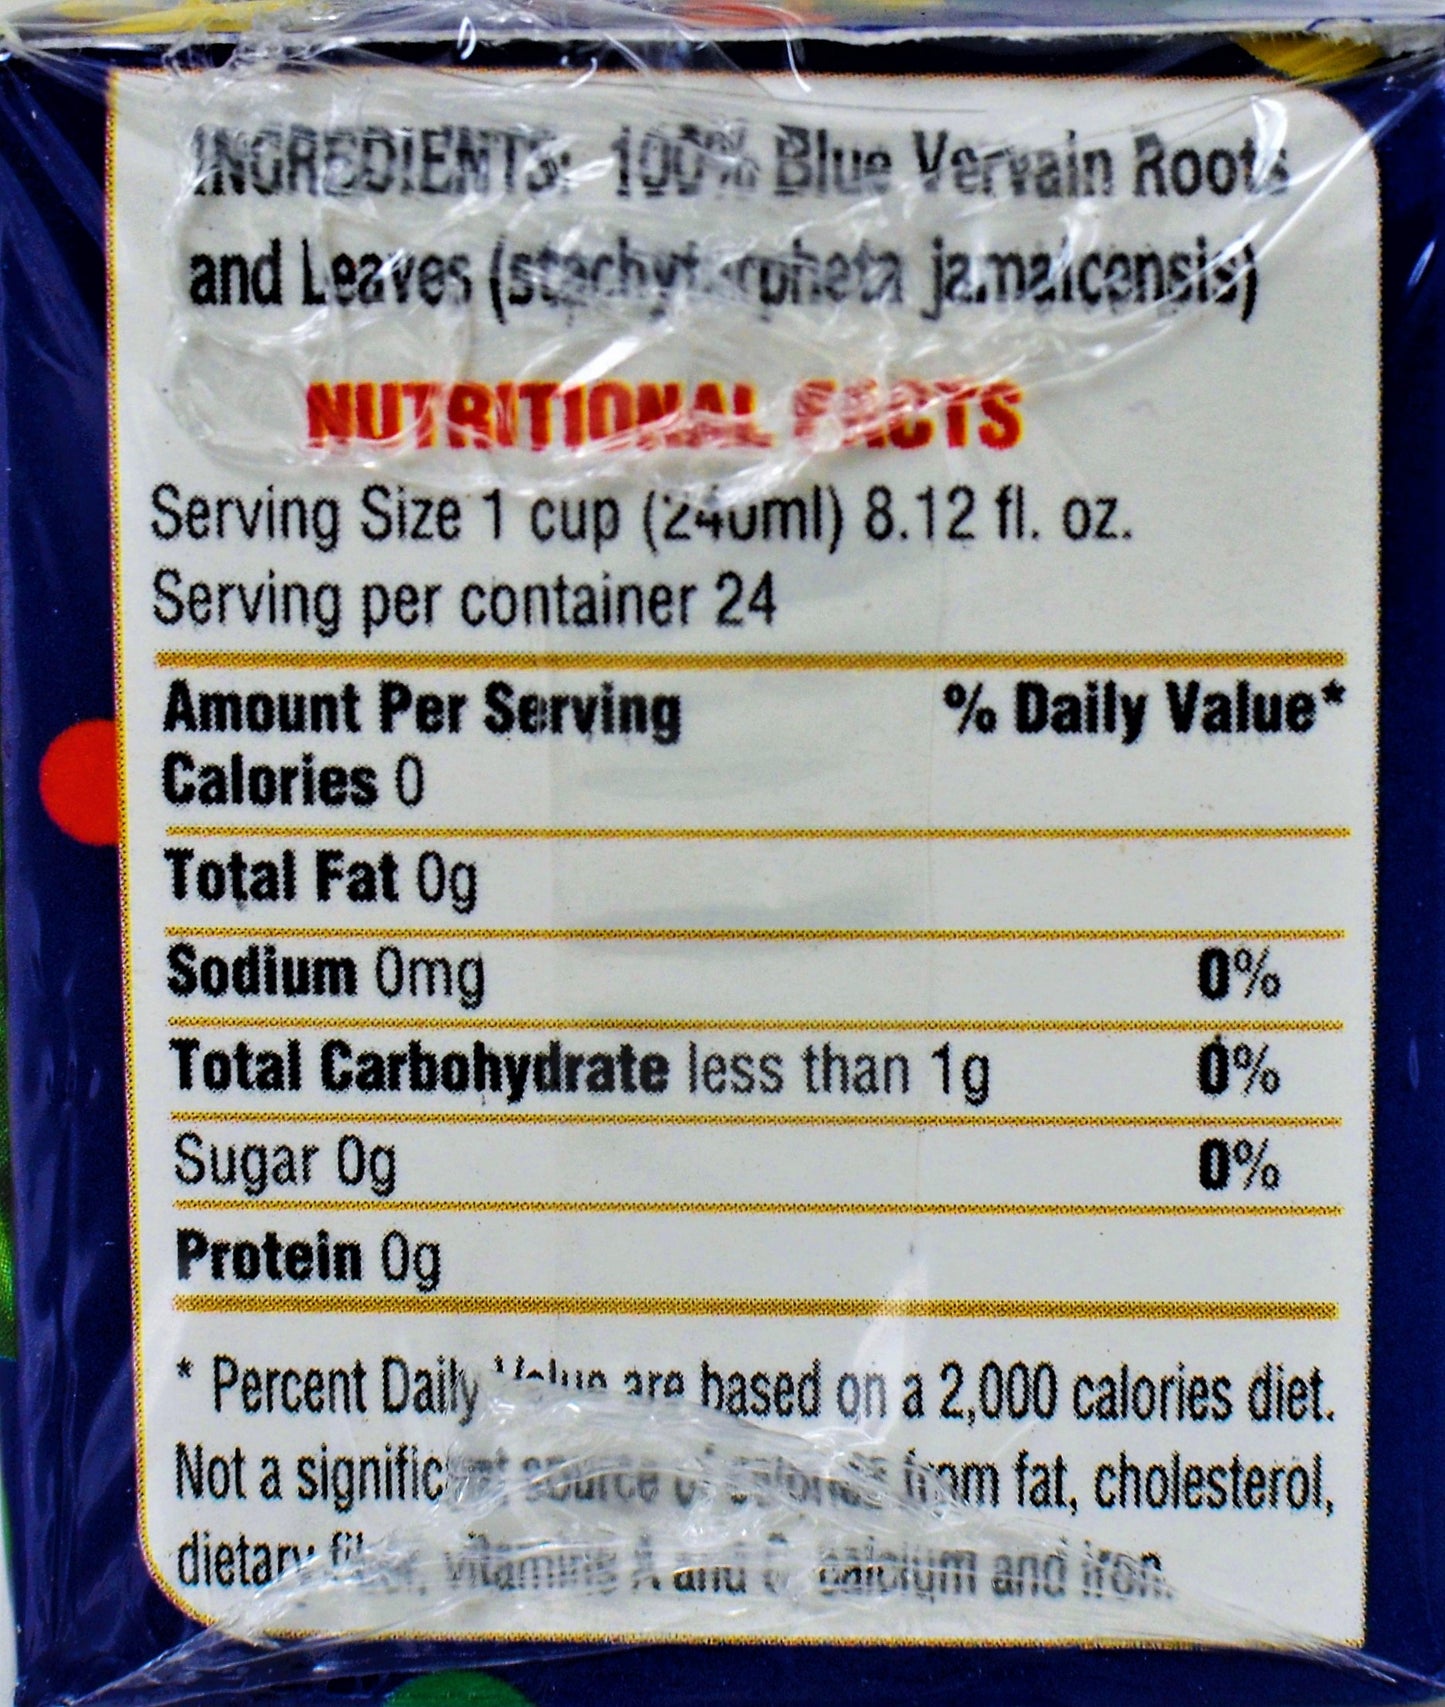 INGREDIENTS: 100% Blue Vervain Roots
and Leaves (stachytarpheta jamaicensis)
NUTRITIONAL FACTS
Serving Size 1 cup (240ml) 8.12 fl. oz.
Serving per container 24
Amount Per Serving % Daily Value*
Calories 0
Total Fat 0g
Sodium 0mg 0%
Total Carbohydrate less than 1g 0%
Sugar 0g 0%
Protein 0g
* Percent Daily Value are based on a 2,000 calories diet.
Not a significant source of calories from fat, cholesterol,
dietary fiber, vitamins A and C, calcium and iron.